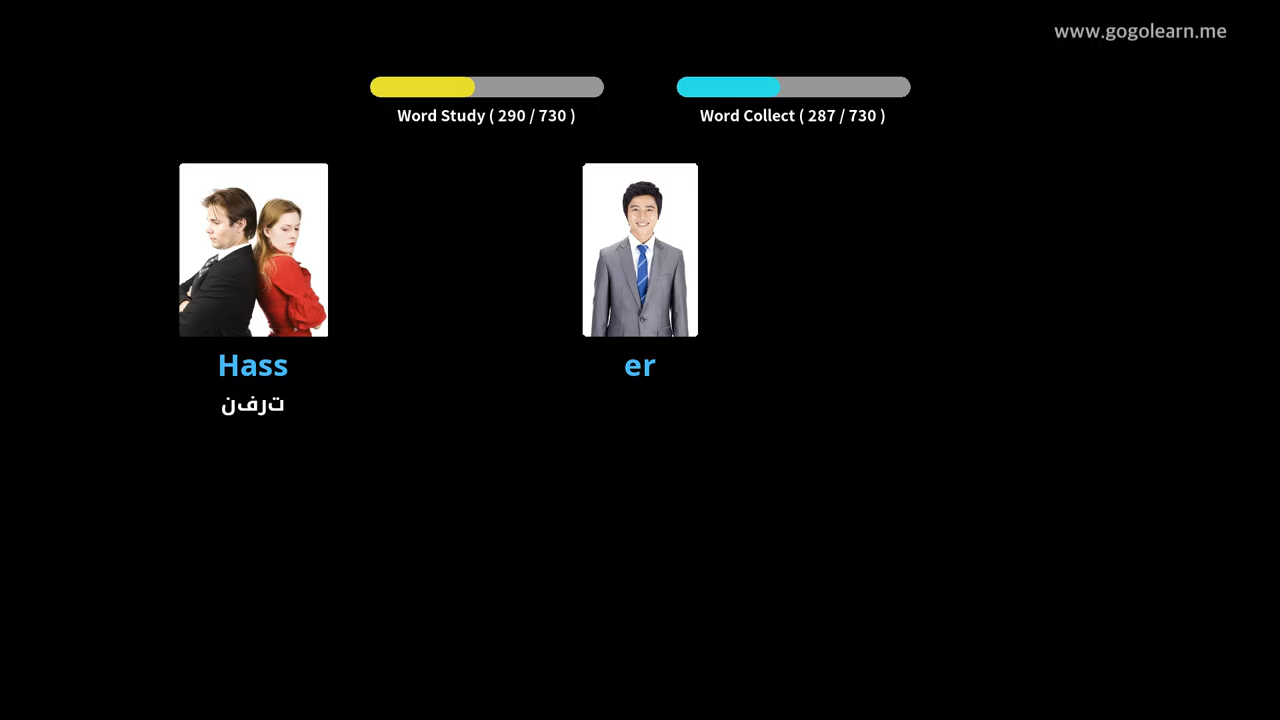 www.gogolearn.me
Word Study ( 290 / 730 )
Word Collect ( 287 / 730 )
Hass
er
ترفن